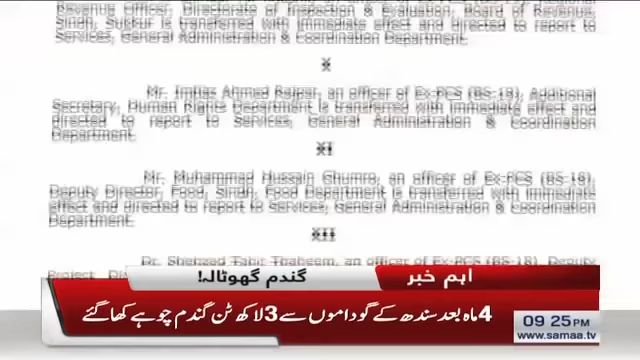 Revenue Officer, Directorate of Inspection & Evaluation, Board of Revenue,
Sindh, Sukkur is transferred with immediate effect and directed to report to
Services, General Administration & Coordination Department.
X
Mr. Imtiaz Ahmed Rajpar, an officer of Ex-PCS (BS-18), Additional
Secretary, Human Rights Department is transferred with immediate effect and
directed to report to Services, General Administration & Coordination
Department.
XI
Mr. Muhammad Hussain Ghumro, an officer of Ex-PCS (BS-18),
Deputy Director, Food, Sindh, Food Department is transferred with immediate
effect and directed to report to Services, General Administration & Coordination
Department.
XII
Dr. Shehzad Tahir Thaheem, an officer of Ex-PCS (BS-18), Deputy
Project
اہم خبر
گندم گھوٹالہ!
4 ماہ بعد سندھ کے گوداموں سے 3 لاکھ ٹن گندم چوہے کھا گئے
09 25PM
www.samaa.tv